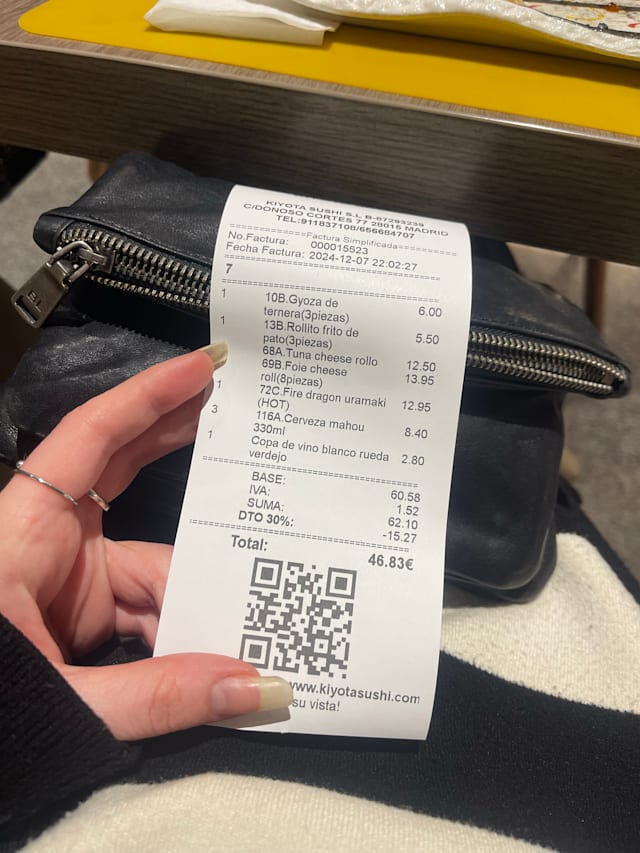 KIYOTA SUSHI S.L B-87293239
C/DONOSO CORTES 77 28015 MADRID
TEL:911837108/656684707
Factura Simplificada
No.Factura: 000015523
Fecha Factura: 2024-12-07 22:02:27
7
1 10B.Gyoza de
ternera(3piezas) 6.00
1 13B.Rollito frito de
pato(3piezas) 5.50
68A.Tuna cheese rollo 12.50
69B.Foie cheese
roll(8piezas) 13.95
1 72C.Fire dragon uramaki
(HOT) 12.95
3 116A.Cerveza mahou
330ml 8.40
1 Copa de vino blanco rueda
verdejo 2.80
BASE: 60.58
IVA: 1.52
SUMA: 62.10
DTO 30%: -15.27
Total: 46.83€
www.kiyotasushi.com
su vista!